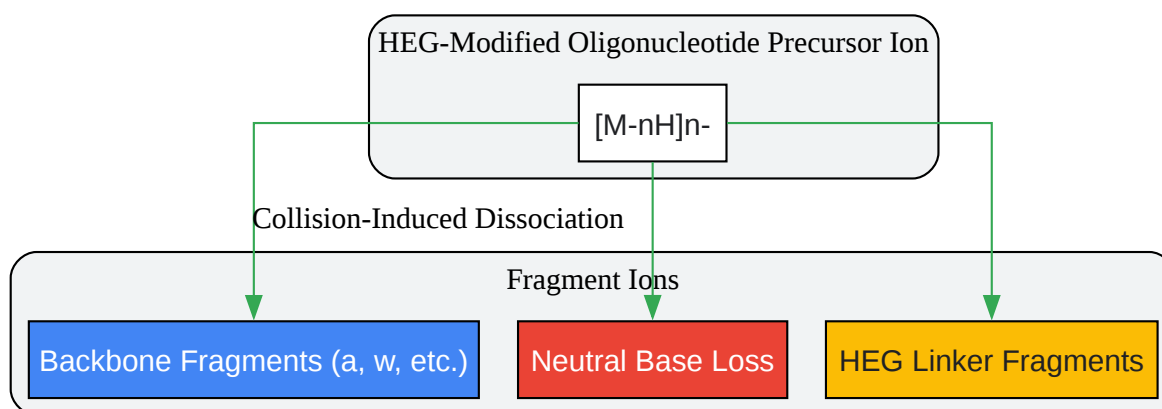 HEG-Modified Oligonucleotide Precursor Ion
[M-nH]n-
Collision-Induced Dissociation
Fragment Ions
Backbone Fragments (a, w, etc.)
Neutral Base Loss
HEG Linker Fragments